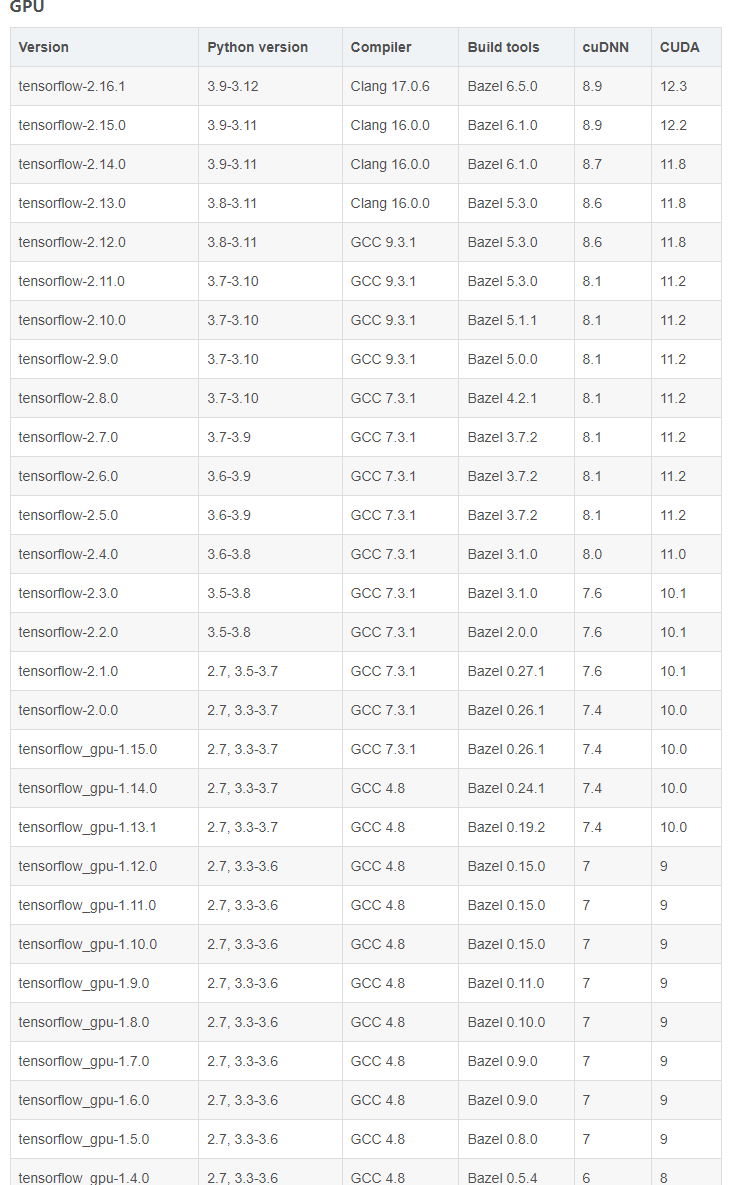 GPU
Version Python version Compiler Build tools cuDNN CUDA
tensorflow-2.16.1 3.9-3.12 Clang 17.0.6 Bazel 6.5.0 8.9 12.3
tensorflow-2.15.0 3.9-3.11 Clang 16.0.0 Bazel 6.1.0 8.9 12.2
tensorflow-2.14.0 3.9-3.11 Clang 16.0.0 Bazel 6.1.0 8.7 11.8
tensorflow-2.13.0 3.8-3.11 Clang 16.0.0 Bazel 5.3.0 8.6 11.8
tensorflow-2.12.0 3.8-3.11 GCC 9.3.1 Bazel 5.3.0 8.6 11.8
tensorflow-2.11.0 3.7-3.10 GCC 9.3.1 Bazel 5.3.0 8.1 11.2
tensorflow-2.10.0 3.7-3.10 GCC 9.3.1 Bazel 5.1.1 8.1 11.2
tensorflow-2.9.0 3.7-3.10 GCC 9.3.1 Bazel 5.0.0 8.1 11.2
tensorflow-2.8.0 3.7-3.10 GCC 7.3.1 Bazel 4.2.1 8.1 11.2
tensorflow-2.7.0 3.7-3.9 GCC 7.3.1 Bazel 3.7.2 8.1 11.2
tensorflow-2.6.0 3.6-3.9 GCC 7.3.1 Bazel 3.7.2 8.1 11.2
tensorflow-2.5.0 3.6-3.9 GCC 7.3.1 Bazel 3.7.2 8.1 11.2
tensorflow-2.4.0 3.6-3.8 GCC 7.3.1 Bazel 3.1.0 8.0 11.0
tensorflow-2.3.0 3.5-3.8 GCC 7.3.1 Bazel 3.1.0 7.6 10.1
tensorflow-2.2.0 3.5-3.8 GCC 7.3.1 Bazel 2.0.0 7.6 10.1
tensorflow-2.1.0 2.7, 3.5-3.7 GCC 7.3.1 Bazel 0.27.1 7.6 10.1
tensorflow-2.0.0 2.7, 3.3-3.7 GCC 7.3.1 Bazel 0.26.1 7.4 10.0
tensorflow_gpu-1.15.0 2.7, 3.3-3.7 GCC 7.3.1 Bazel 0.26.1 7.4 10.0
tensorflow_gpu-1.14.0 2.7, 3.3-3.7 GCC 4.8 Bazel 0.24.1 7.4 10.0
tensorflow_gpu-1.13.1 2.7, 3.3-3.7 GCC 4.8 Bazel 0.19.2 7.4 10.0
tensorflow_gpu-1.12.0 2.7, 3.3-3.6 GCC 4.8 Bazel 0.15.0 7 9
tensorflow_gpu-1.11.0 2.7, 3.3-3.6 GCC 4.8 Bazel 0.15.0 7 9
tensorflow_gpu-1.10.0 2.7, 3.3-3.6 GCC 4.8 Bazel 0.15.0 7 9
tensorflow_gpu-1.9.0 2.7, 3.3-3.6 GCC 4.8 Bazel 0.11.0 7 9
tensorflow_gpu-1.8.0 2.7, 3.3-3.6 GCC 4.8 Bazel 0.10.0 7 9
tensorflow_gpu-1.7.0 2.7, 3.3-3.6 GCC 4.8 Bazel 0.9.0 7 9
tensorflow_gpu-1.6.0 2.7, 3.3-3.6 GCC 4.8 Bazel 0.9.0 7 9
tensorflow_gpu-1.5.0 2.7, 3.3-3.6 GCC 4.8 Bazel 0.8.0 7 9
tensorflow_gpu-1.4.0 2.7, 3.3-3.6 GCC 4.8 Bazel 0.5.4 6 8